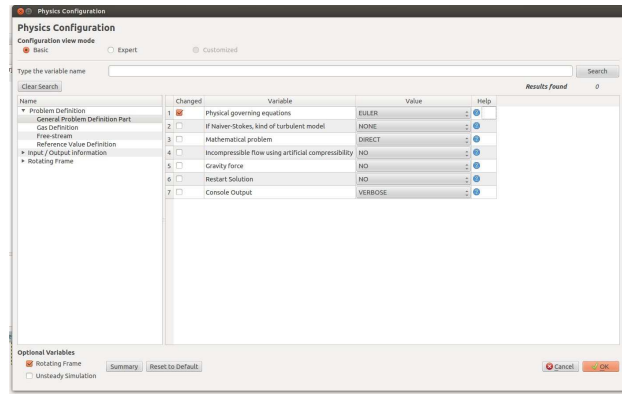 Physics Configuration
Physics Configuration
Configuration view mode
Basic Expert Customized
Type the variable name Search
Clear Search Results found 0
Name Changed Variable Value Help
Problem Definition
General Problem Definition Part
Gas Definition
Free-stream
Reference Value Definition
Input / Output information
Rotating Frame
1 Physical governing equations EULER
2 If Naiver-Stokes, kind of turbulent model NONE
3 Mathematical problem DIRECT
4 Incompressible flow using artificial compressibility NO
5 Gravity force NO
6 Restart Solution NO
7 Console Output VERBOSE
Optional Variables
Rotating Frame
Unsteady Simulation
Summary Reset to Default Cancel OK